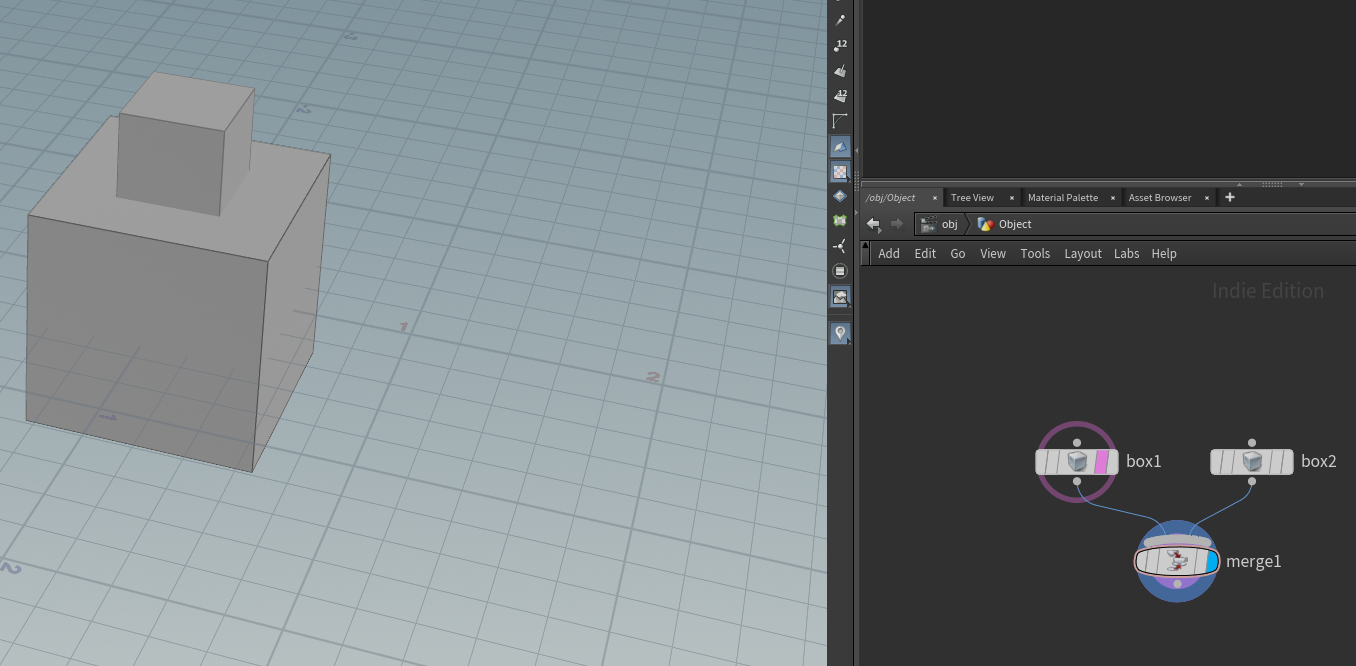 2
2
12
12
1
2
1
2
/obj/Object × Tree View × Material Palette × Asset Browser × +
obj Object
Add Edit Go View Tools Layout Labs Help
Indie Edition
box1 box2
merge1